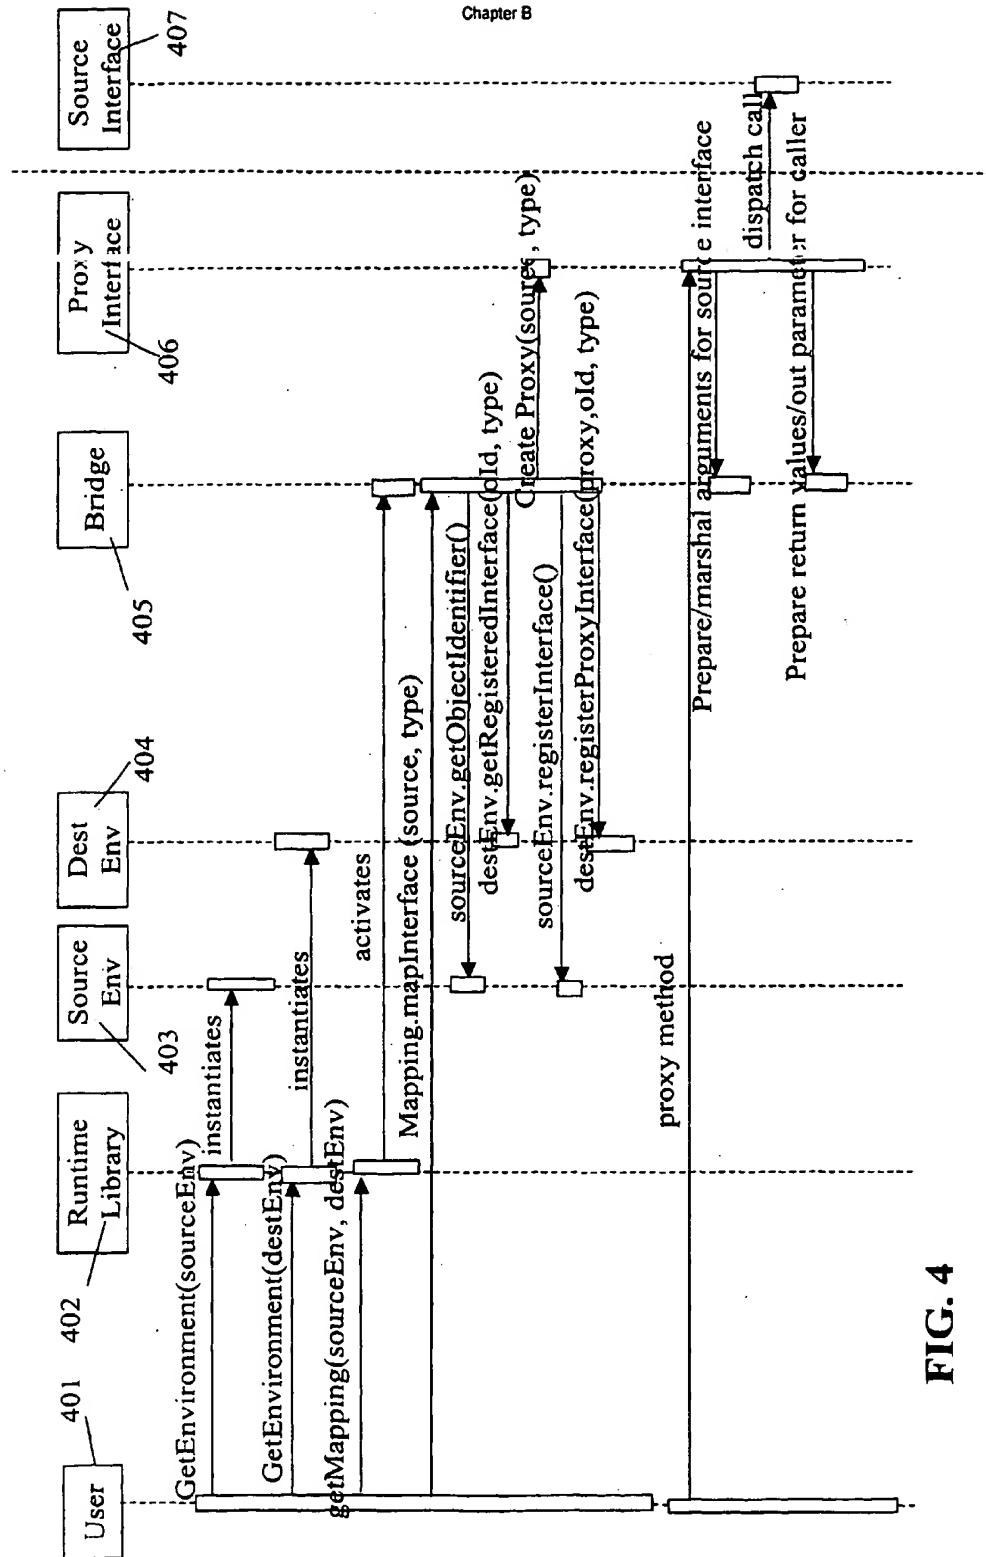 Chapter B
User
401
Runtime
Library
402
Source
Env
403
Dest
Env
404
Bridge
405
Proxy
Interface
406
Source
Interface
407
GetEnvironment(sourceEnv)
instantiates
GetEnvironment(destEnv)
instantiates
getMapping(sourceEnv, destEnv)
activates
Mapping.mapInterface (source, type)
sourceEnv.getObjectIdentifier()
destEnv.getRegisteredInterface(oId, type)
Create Proxy(source, type)
sourceEnv.registerInterface()
destEnv.registerProxyInterface(proxy,oId, type)
proxy method
Prepare/marshal arguments for source interface
dispatch call
Prepare return values/out parameter for caller
FIG. 4